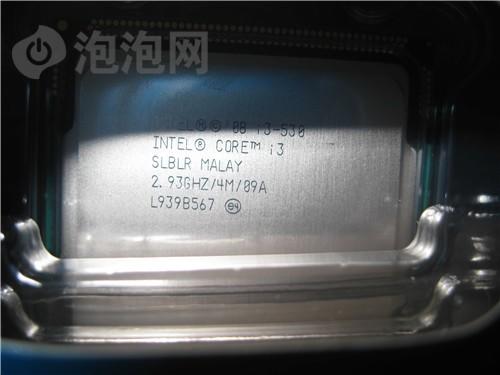 泡泡网
INTEL® © '08 i3-530
INTEL® CORE™ i3
SLBLR MALAY
2.93GHZ/4M/09A
L939B567 e4